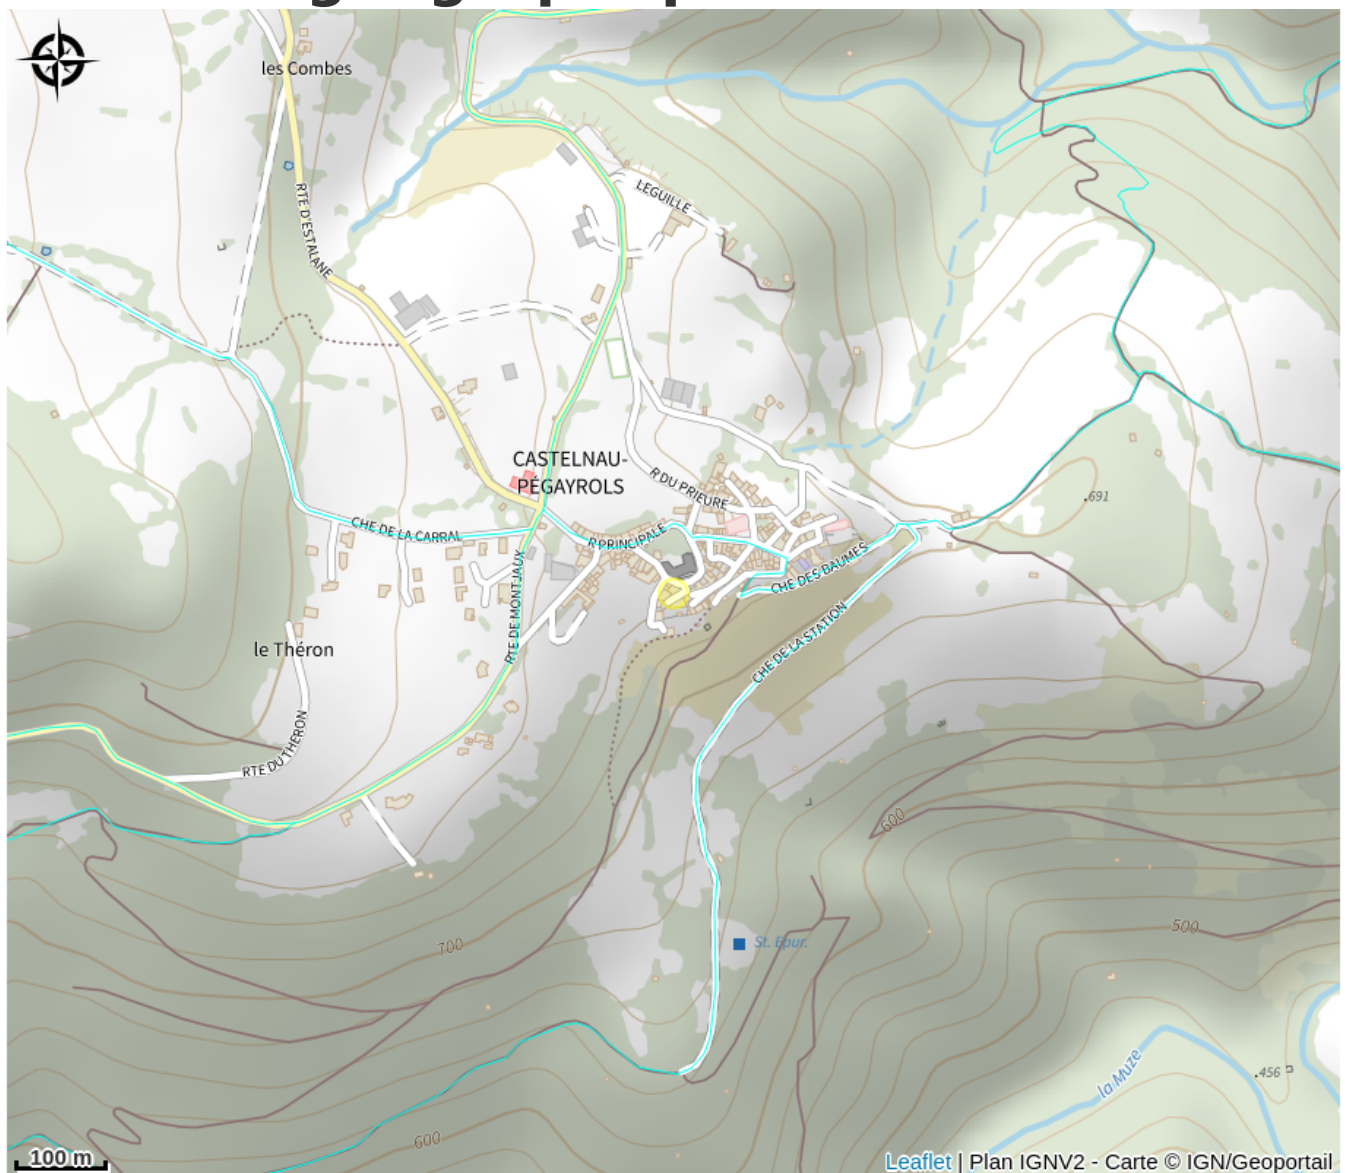 les Combes
RTE D'ESTALANE
LEGUILLE
CASTELNAU-
PÉGAYROLS
R DU PRIEURE
.691
CHE DE LA CARRAL
R PRINCIPALE
CHE DES BAUMES
RTE DE MONTJAUX
CHE DE LA STATION
le Théron
RTE DU THERON
600
700
500
St. Epur.
la Muze
.456
600
100 m
Leaflet | Plan IGNV2 - Carte © IGN/Geoportail